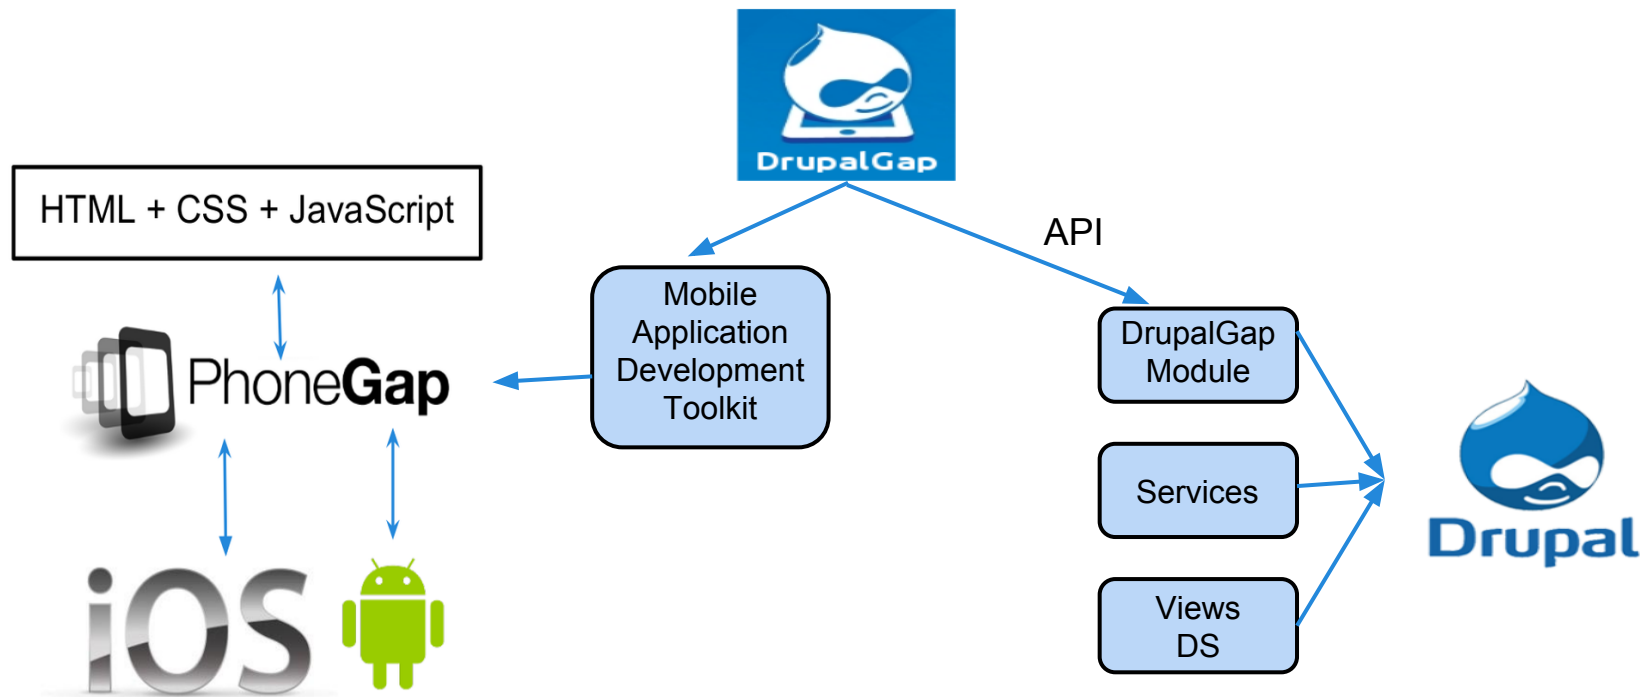 DrupalGap
HTML + CSS + JavaScript
API
Mobile
Application
Development
Toolkit
PhoneGap
DrupalGap
Module
Services
Drupal
Views
DS
iOS